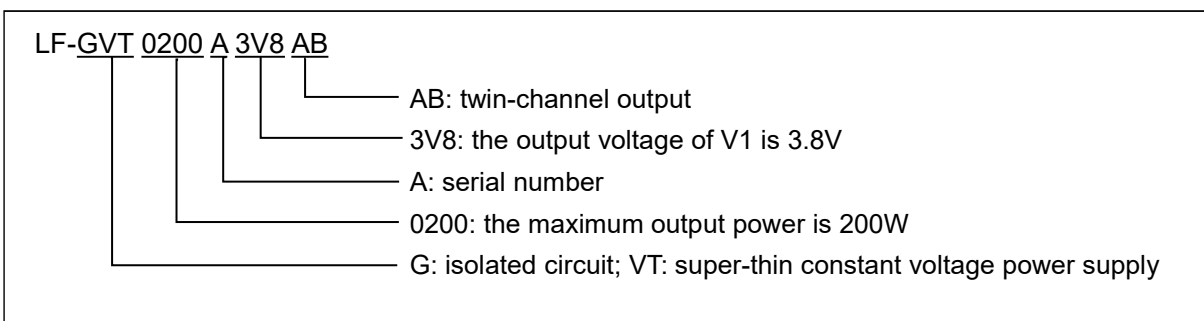 LF-GVT 0200 A 3V8 AB
AB: twin-channel output
3V8: the output voltage of V1 is 3.8V
A: serial number
0200: the maximum output power is 200W
G: isolated circuit; VT: super-thin constant voltage power supply